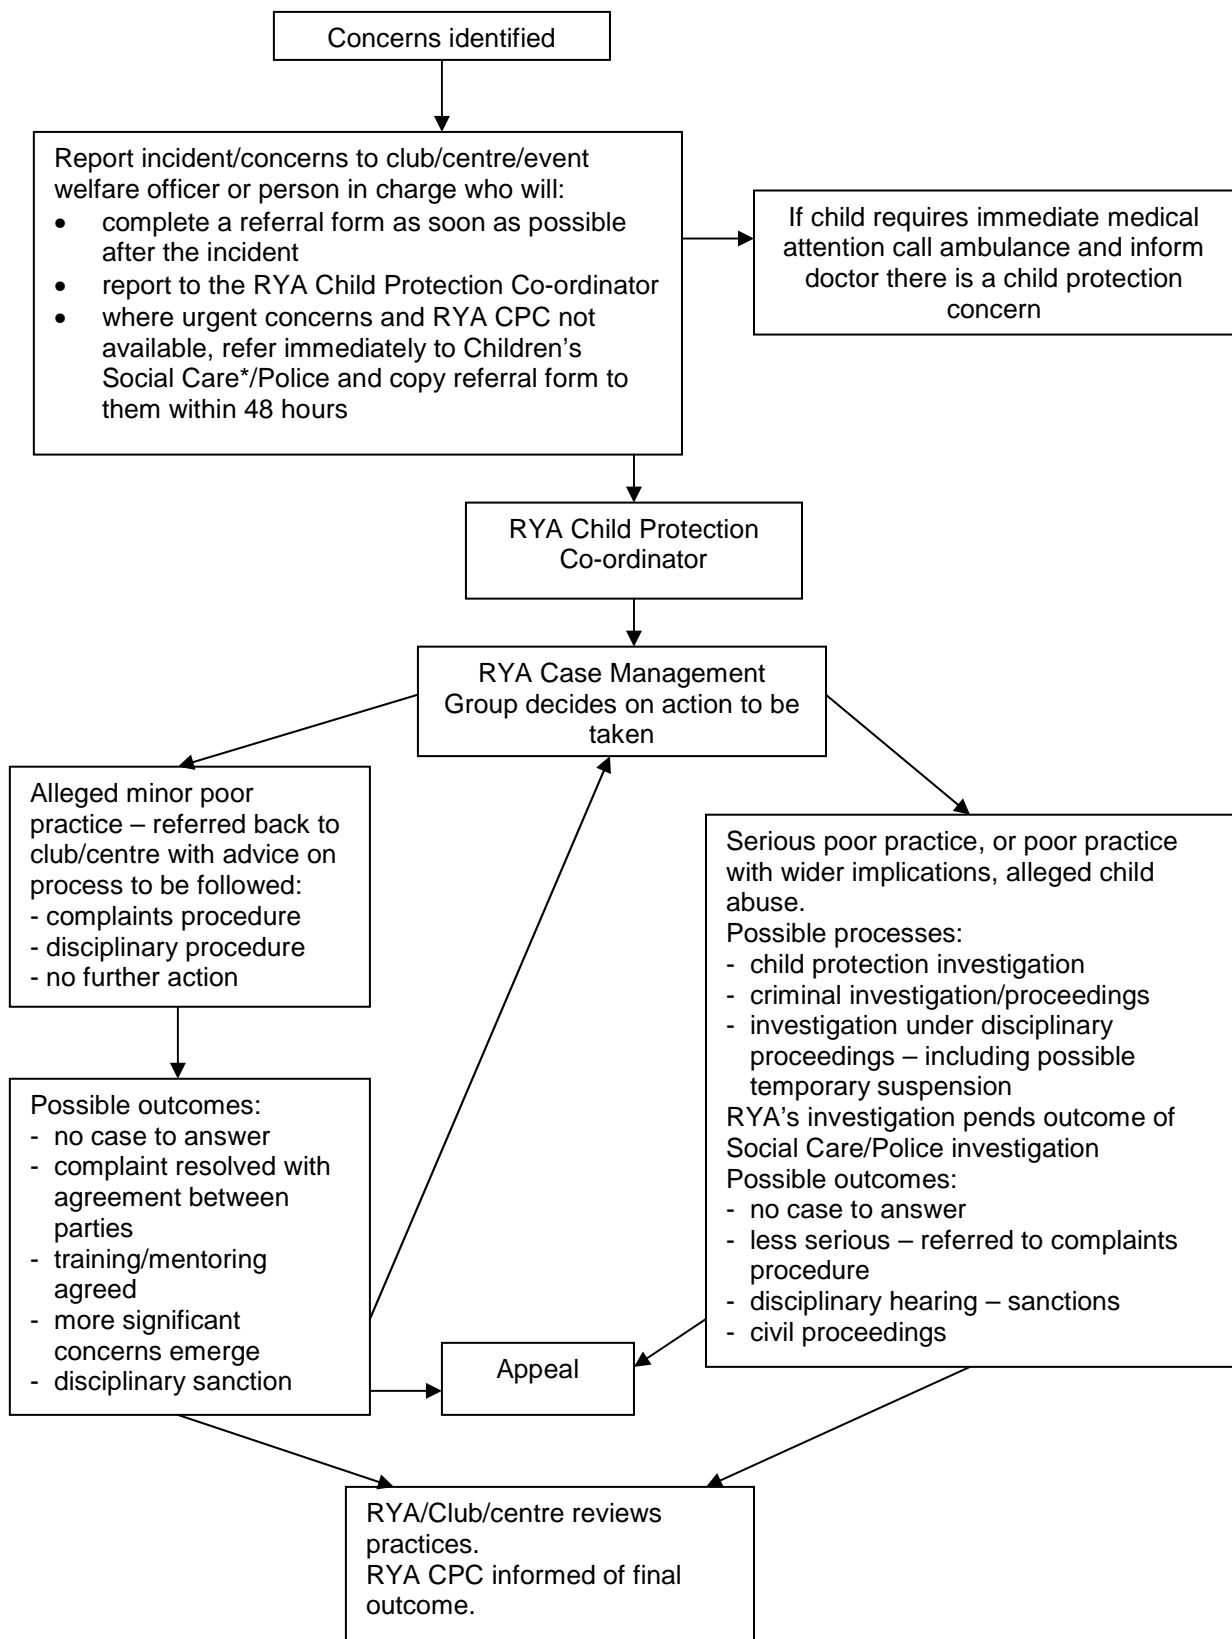 Concerns identified
Report incident/concerns to club/centre/event
welfare officer or person in charge who will:
• complete a referral form as soon as possible
after the incident
• report to the RYA Child Protection Co-ordinator
• where urgent concerns and RYA CPC not
available, refer immediately to Children’s
Social Care*/Police and copy referral form to
them within 48 hours
If child requires immediate medical
attention call ambulance and inform
doctor there is a child protection
concern
RYA Child Protection
Co-ordinator
RYA Case Management
Group decides on action to be
taken
Alleged minor poor
practice – referred back to
club/centre with advice on
process to be followed:
- complaints procedure
- disciplinary procedure
- no further action
Serious poor practice, or poor practice
with wider implications, alleged child
abuse.
Possible processes:
- child protection investigation
- criminal investigation/proceedings
- investigation under disciplinary
proceedings – including possible
temporary suspension
RYA’s investigation pends outcome of
Social Care/Police investigation
Possible outcomes:
- no case to answer
- less serious – referred to complaints
procedure
- disciplinary hearing – sanctions
- civil proceedings
Possible outcomes:
- no case to answer
- complaint resolved with
agreement between
parties
- training/mentoring
agreed
- more significant
concerns emerge
- disciplinary sanction
Appeal
RYA/Club/centre reviews
practices.
RYA CPC informed of final
outcome.